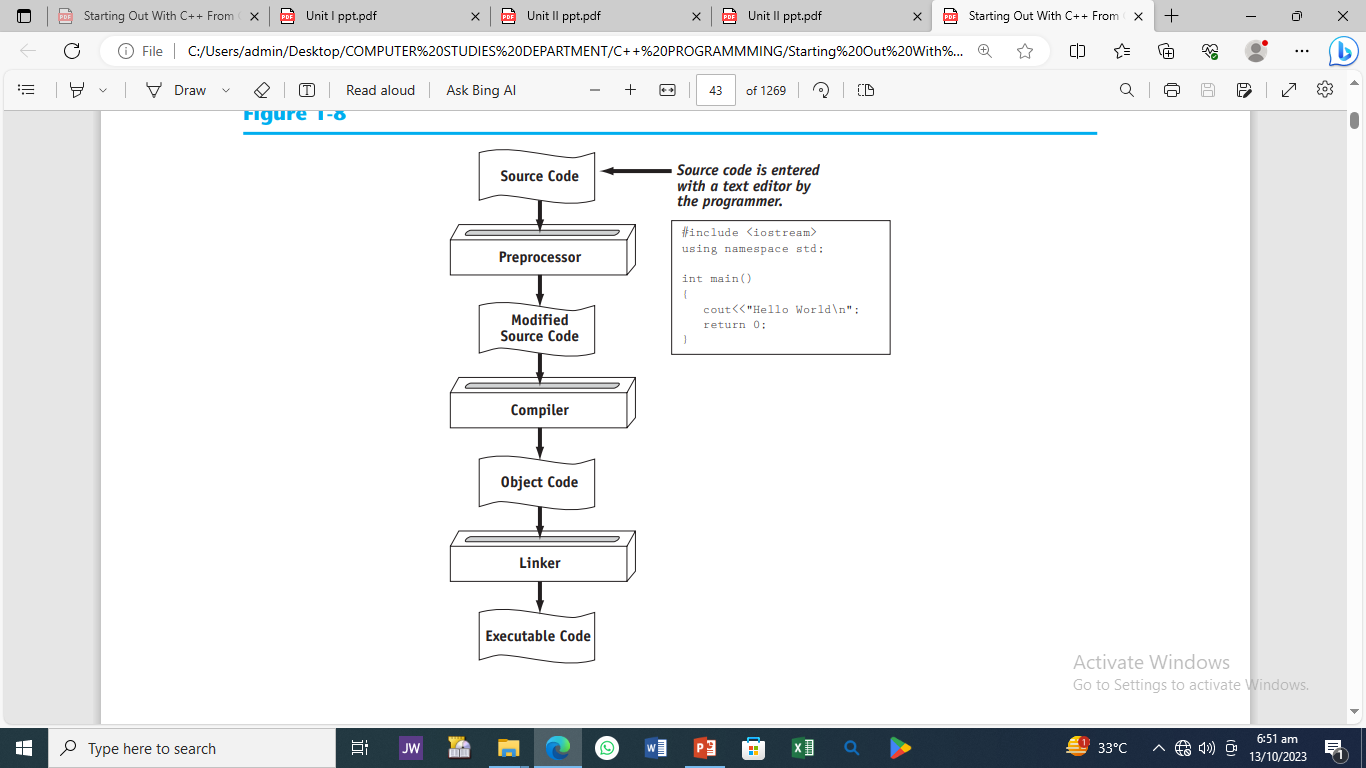 Starting Out With C++ From
Unit I ppt.pdf
Unit II ppt.pdf
Unit II ppt.pdf
Starting Out With C++ From
File
C:/Users/admin/Desktop/COMPUTER%20STUDIES%20DEPARTMENT/C++%20PROGRAMMMING/Starting%20Out%20With%...
Draw
Read aloud
Ask Bing AI
43
of 1269
Figure 1-8
Source Code
Source code is entered
with a text editor by
the programmer.
Preprocessor
#include <iostream>
using namespace std;
int main()
{
cout<<"Hello World\n";
return 0;
}
Modified
Source Code
Compiler
Object Code
Linker
Executable Code
Activate Windows
Go to Settings to activate Windows.
Type here to search
JW
1
33°C
6:51 am
13/10/2023
1